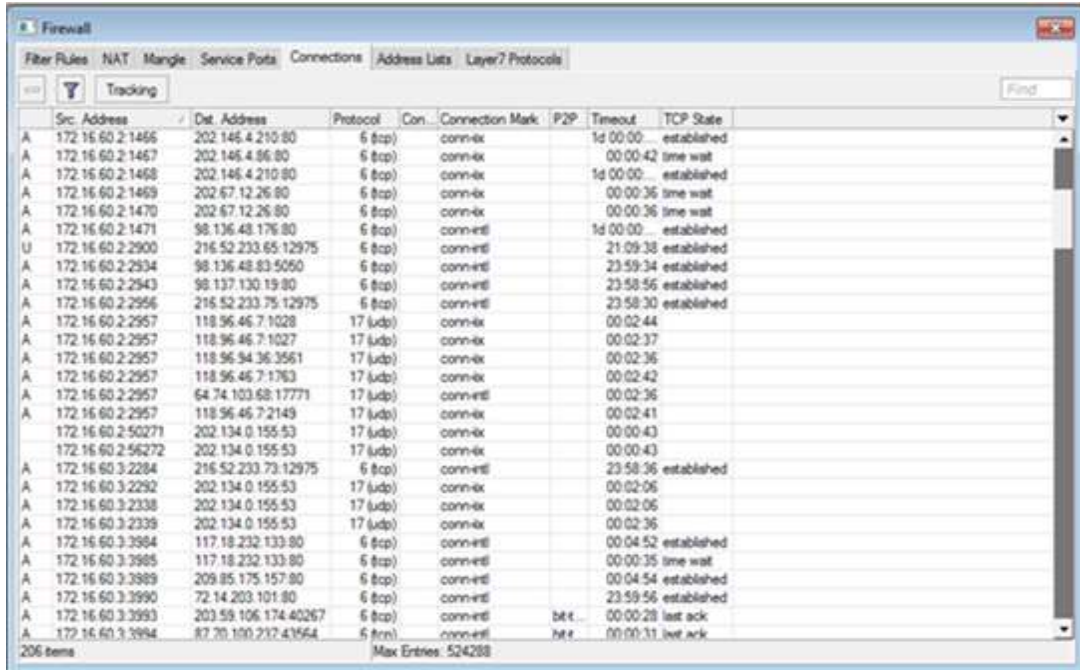 Firewall
Filter Rules NAT Mangle Service Ports Connections Address Lists Layer7 Protocols
Tracking Find
Src. Address / Dst. Address Protocol Con... Connection Mark P2P Timeout TCP State
A 172.16.60.2:1466 202.146.4.210:80 6 (tcp) conn-iix 1d 00:00:... established
A 172.16.60.2:1467 202.146.4.86:80 6 (tcp) conn-iix 00:00:42 time wait
A 172.16.60.2:1468 202.146.4.210:80 6 (tcp) conn-iix 1d 00:00:... established
A 172.16.60.2:1469 202.67.12.26:80 6 (tcp) conn-iix 00:00:36 time wait
A 172.16.60.2:1470 202.67.12.26:80 6 (tcp) conn-iix 00:00:36 time wait
A 172.16.60.2:1471 98.136.48.176:80 6 (tcp) conn-intl 1d 00:00:... established
U 172.16.60.2:2900 216.52.233.65:12975 6 (tcp) conn-intl 21:09:38 established
A 172.16.60.2:2934 98.136.48.83:5050 6 (tcp) conn-intl 23:59:34 established
A 172.16.60.2:2943 98.137.130.19:80 6 (tcp) conn-intl 23:58:56 established
A 172.16.60.2:2956 216.52.233.75:12975 6 (tcp) conn-intl 23:58:30 established
A 172.16.60.2:2957 118.96.46.7:1028 17 (udp) conn-iix 00:02:44
A 172.16.60.2:2957 118.96.46.7:1027 17 (udp) conn-iix 00:02:37
A 172.16.60.2:2957 118.96.94.36:3561 17 (udp) conn-iix 00:02:36
A 172.16.60.2:2957 118.96.46.7:1763 17 (udp) conn-iix 00:02:42
A 172.16.60.2:2957 64.74.103.68:17771 17 (udp) conn-intl 00:02:36
A 172.16.60.2:2957 118.96.46.7:2149 17 (udp) conn-iix 00:02:41
172.16.60.2:50271 202.134.0.155:53 17 (udp) conn-iix 00:00:43
172.16.60.2:56272 202.134.0.155:53 17 (udp) conn-iix 00:00:43
A 172.16.60.3:2284 216.52.233.73:12975 6 (tcp) conn-intl 23:58:36 established
A 172.16.60.3:2292 202.134.0.155:53 17 (udp) conn-iix 00:02:06
A 172.16.60.3:2338 202.134.0.155:53 17 (udp) conn-iix 00:02:06
A 172.16.60.3:2339 202.134.0.155:53 17 (udp) conn-iix 00:02:36
A 172.16.60.3:3984 117.18.232.133:80 6 (tcp) conn-intl 00:04:52 established
A 172.16.60.3:3985 117.18.232.133:80 6 (tcp) conn-intl 00:00:35 time wait
A 172.16.60.3:3989 209.85.175.157:80 6 (tcp) conn-intl 00:04:54 established
A 172.16.60.3:3990 72.14.203.101:80 6 (tcp) conn-intl 23:59:56 established
A 172.16.60.3:3993 203.59.106.174:40267 6 (tcp) conn-intl bit-t... 00:00:28 last ack
A 172.16.60.3:3994 87.70.100.237:43564 6 (tcp) conn-intl 00:00:31 last ack
206 items Max Entries: 524288